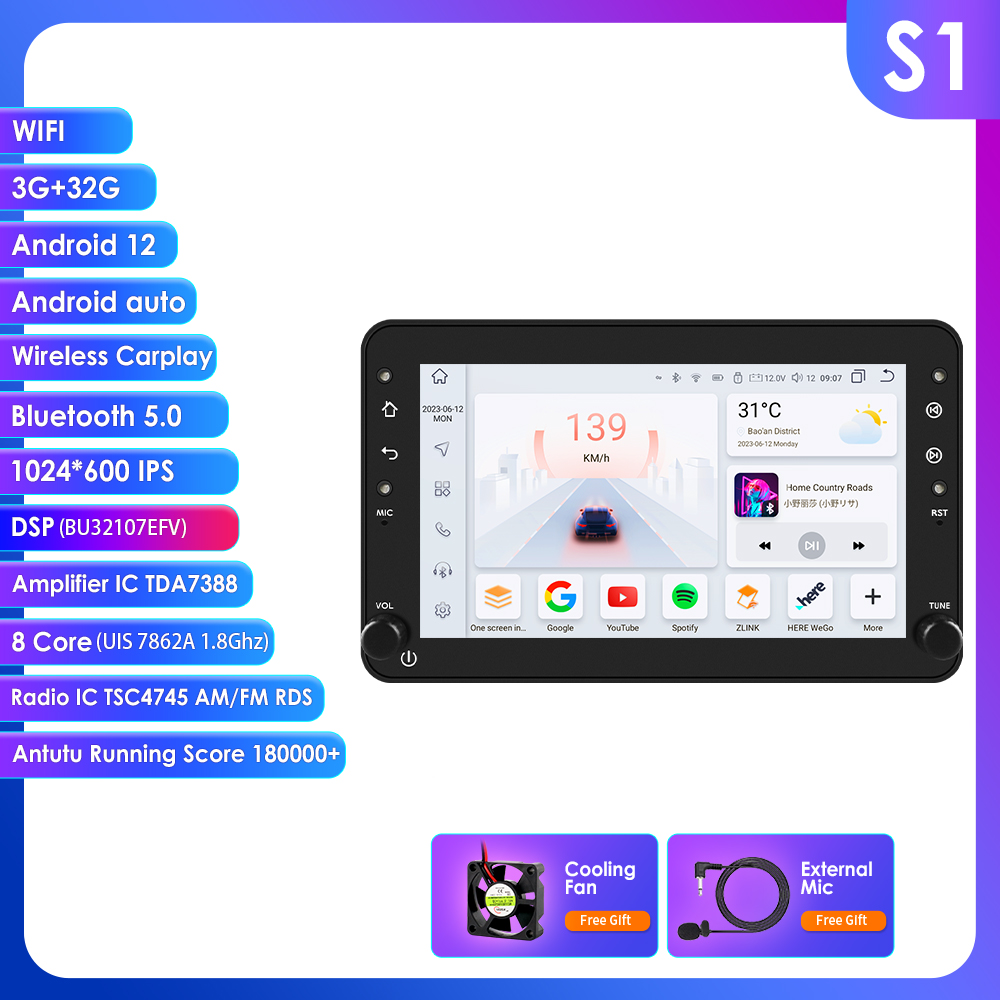 S1
WIFI
3G+32G
Android 12
Android auto
Wireless Carplay
Bluetooth 5.0
1024*600 IPS
DSP (BU32107EFV)
Amplifier IC TDA7388
8 Core (UIS 7862A 1.8Ghz)
Radio IC TSC4745 AM/FM RDS
Antutu Running Score 180000+
MIC
VOL
RST
TUNE
12.0V
12
09:07
2023-06-12
MON
139
KM/h
31°C
Bao'an District
2023-06-12 Monday
Home Country Roads
小野丽莎 (小野リサ)
One screen in...
Google
YouTube
Spotify
here
ZLINK
HERE WeGo
More
Cooling
Fan
Free Gift
External
Mic
Free Gift